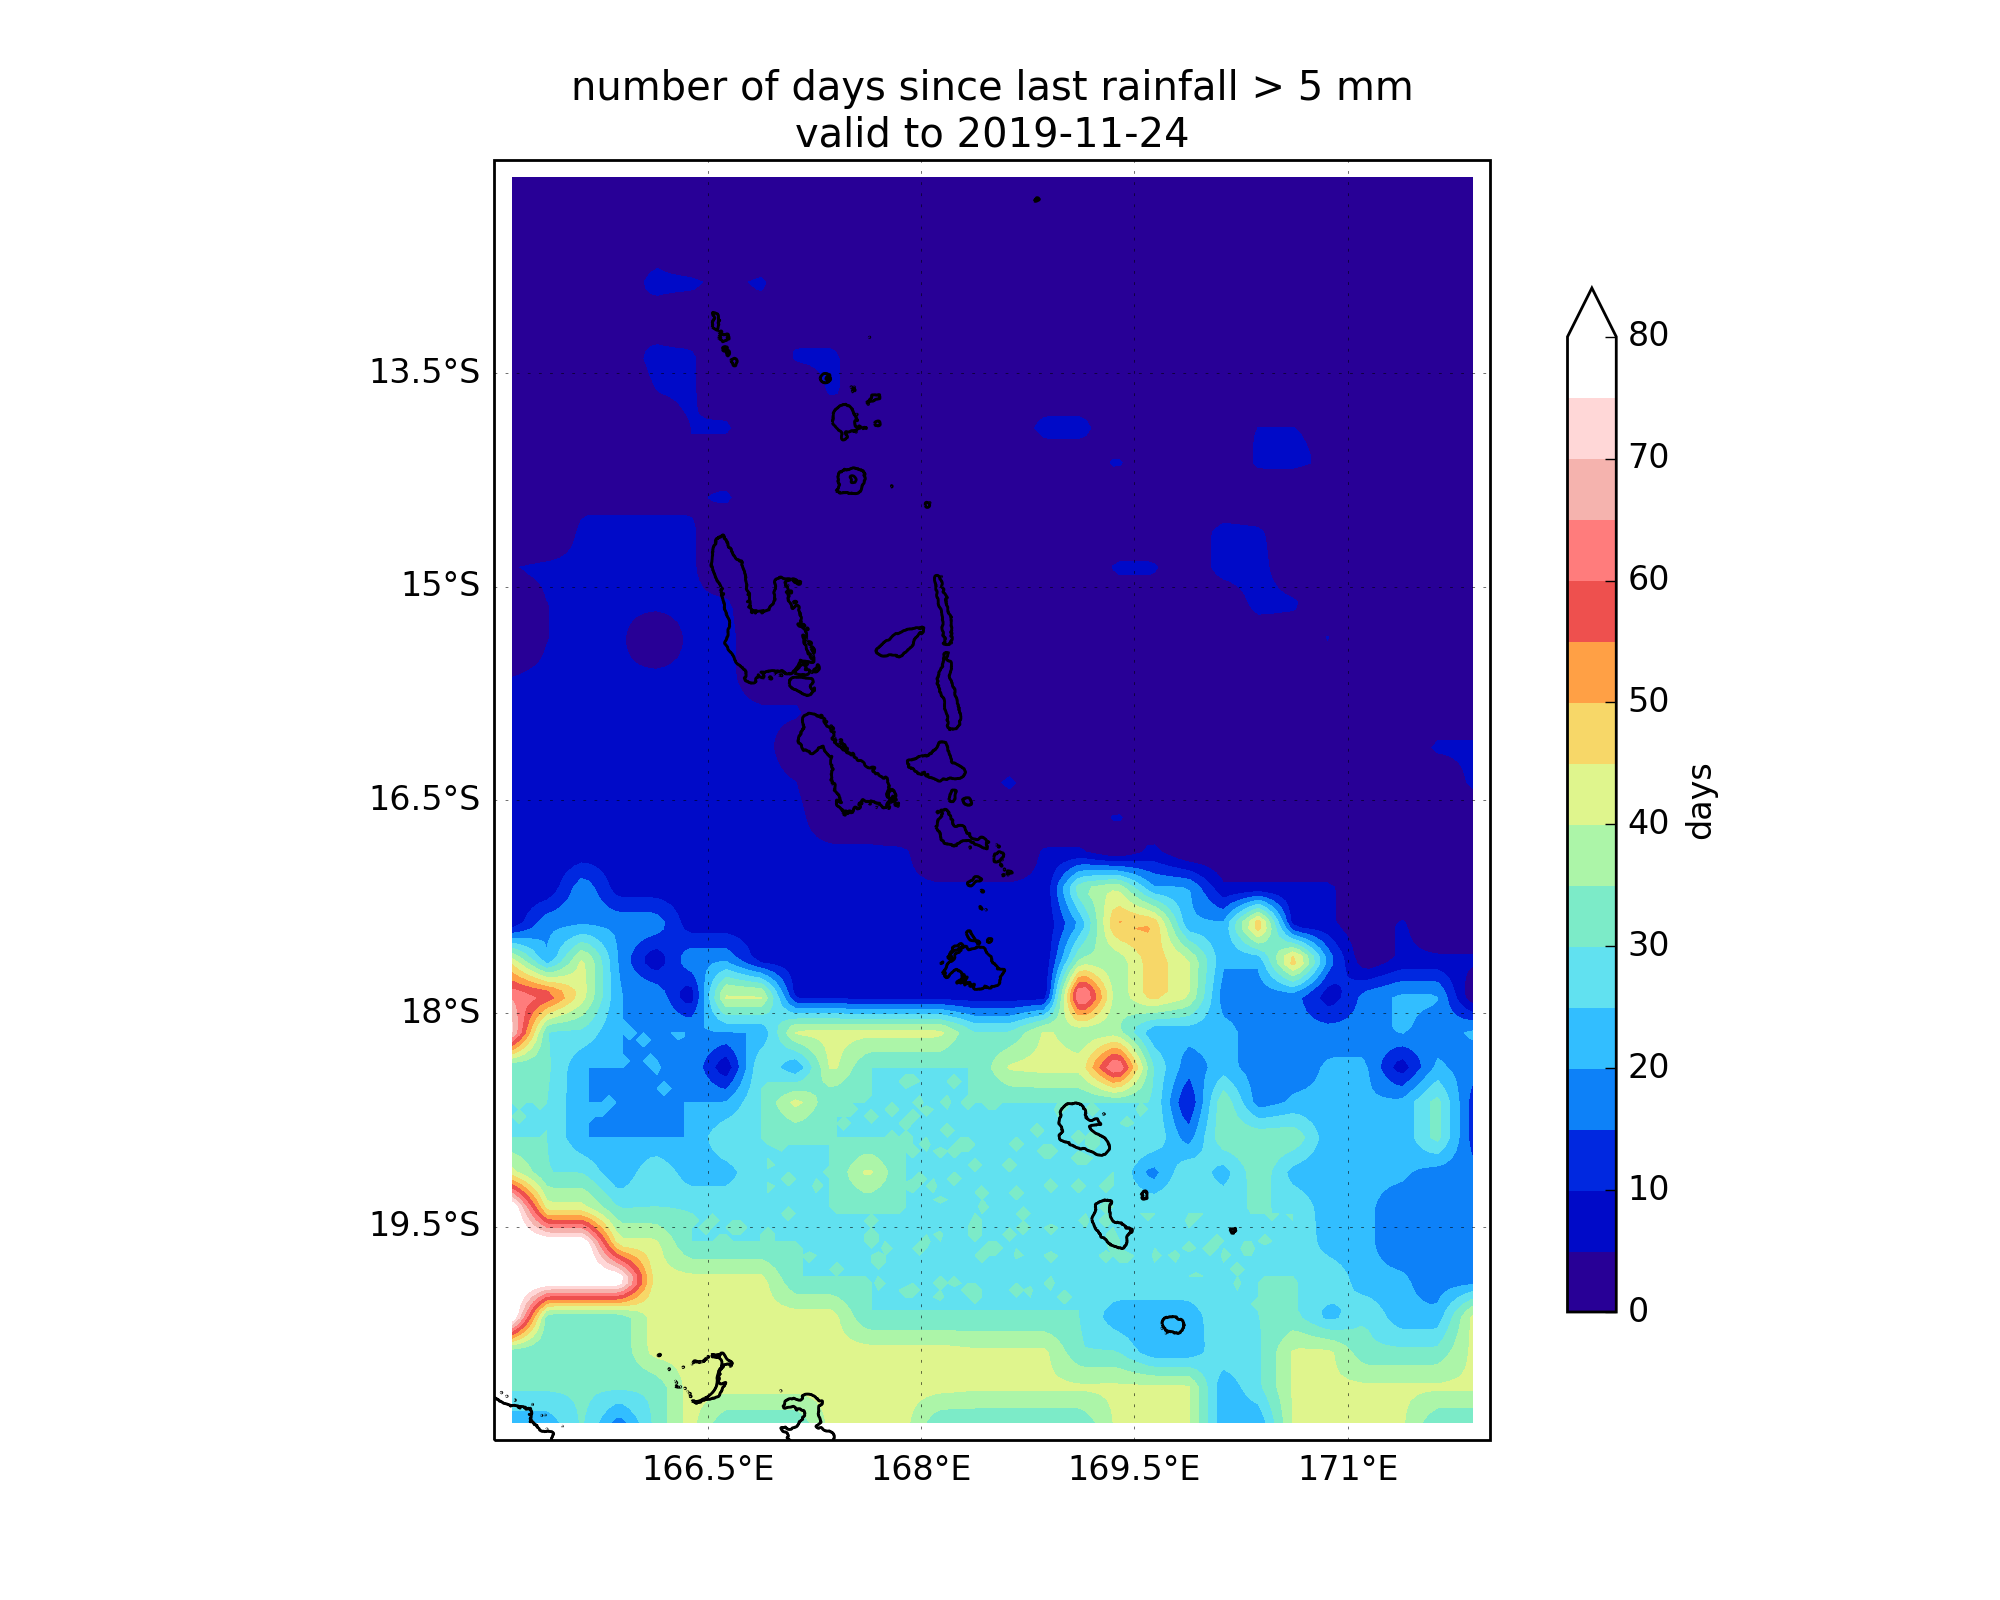 number of days since last rainfall > 5 mm
valid to 2019-11-24
13.5°S
15°S
16.5°S
18°S
19.5°S
166.5°E
168°E
169.5°E
171°E
80
70
60
50
40
30
20
10
0
days